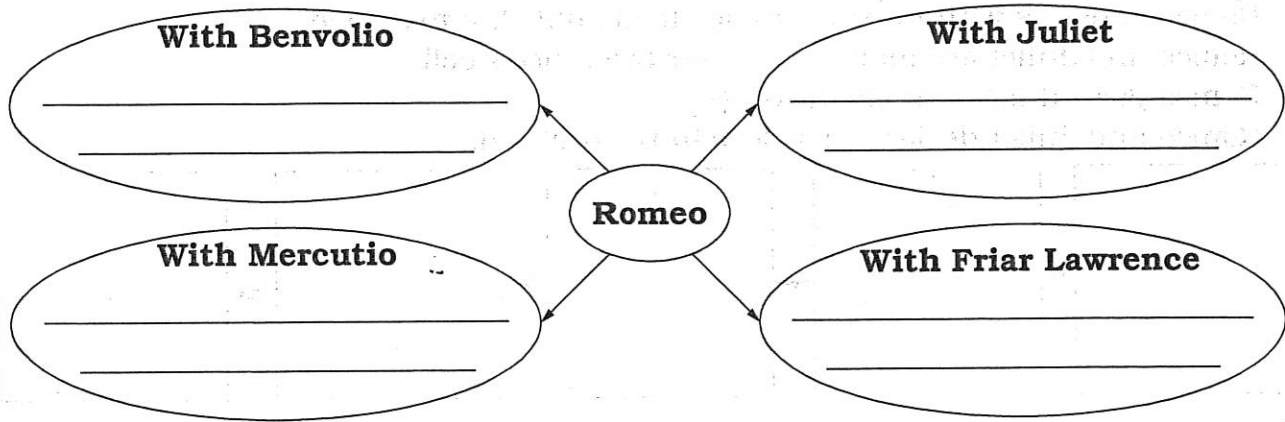 With Benvolio
With Juliet
Romeo
With Mercutio
With Friar Lawrence